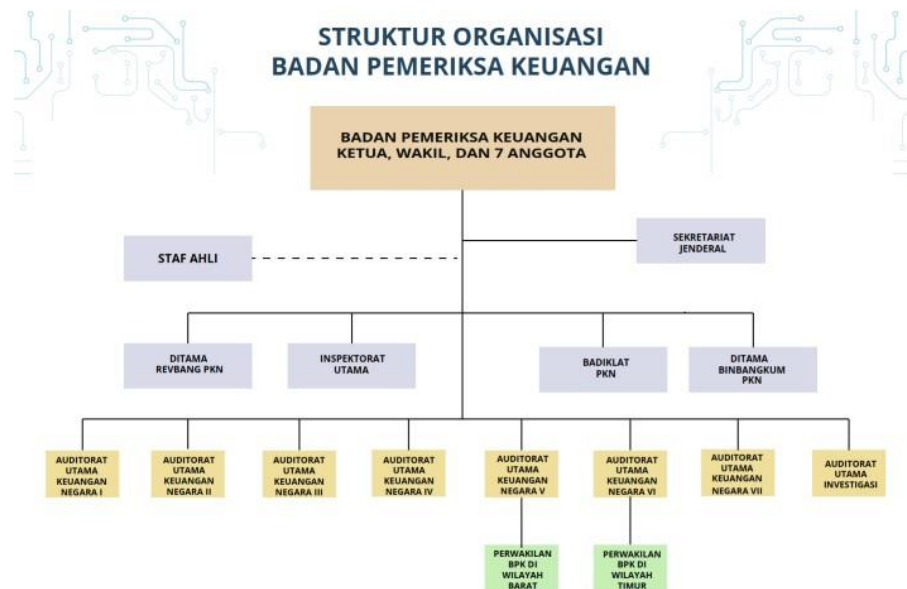 STRUKTUR ORGANISASI
BADAN PEMERIKSA KEUANGAN
BADAN PEMERIKSA KEUANGAN
KETUA, WAKIL, DAN 7 ANGGOTA
SEKRETARIAT
JENDERAL
STAF AHLI
DITAMA
REVBANG PKN
INSPEKTORAT
UTAMA
BADIKLAT
PKN
DITAMA
BINBANGKUM
PKN
AUDITORAT
UTAMA
KEUANGAN
NEGARA I
AUDITORAT
UTAMA
KEUANGAN
NEGARA II
AUDITORAT
UTAMA
KEUANGAN
NEGARA III
AUDITORAT
UTAMA
KEUANGAN
NEGARA IV
AUDITORAT
UTAMA
KEUANGAN
NEGARA V
AUDITORAT
UTAMA
KEUANGAN
NEGARA VI
AUDITORAT
UTAMA
KEUANGAN
NEGARA VII
AUDITORAT
UTAMA
INVESTIGASI
PERWAKILAN
BPK DI
WILAYAH
BARAT
PERWAKILAN
BPK DI
WILAYAH
TIMUR